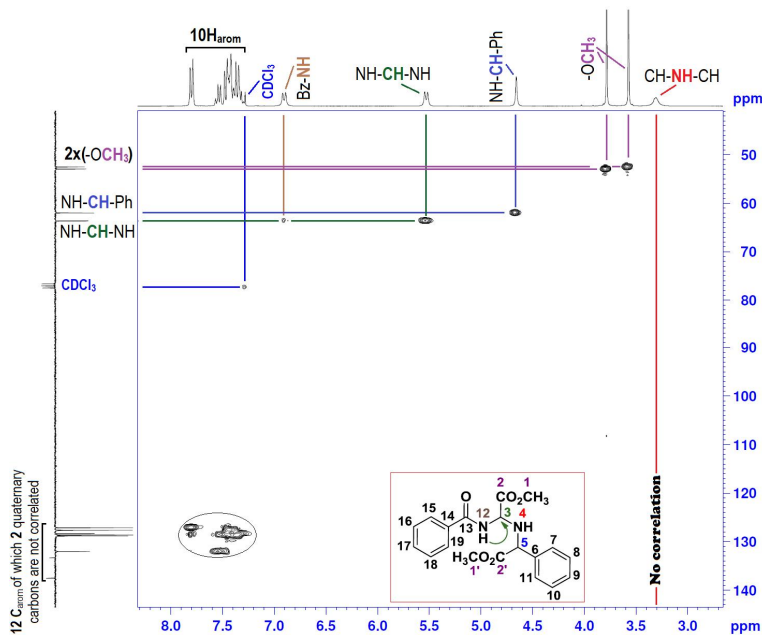 10Harom
CDCl3
Bz-NH
NH-CH-NH
NH-CH-Ph
-OCH3
CH-NH-CH
ppm
2x(-OCH3)
NH-CH-Ph
NH-CH-NH
CDCl3
12 Carom of which 2 quaternary
carbons are not correlated
50
60
70
80
90
100
110
120
130
140
ppm
No correlation
2 1
CO2CH3
O
15 14 12 3 4
16 13 N NH
H
17 19 5
18
H3CO2C 6 7 8
1' 2' 11 9
10
8.0 7.5 7.0 6.5 6.0 5.5 5.0 4.5 4.0 3.5 3.0 ppm